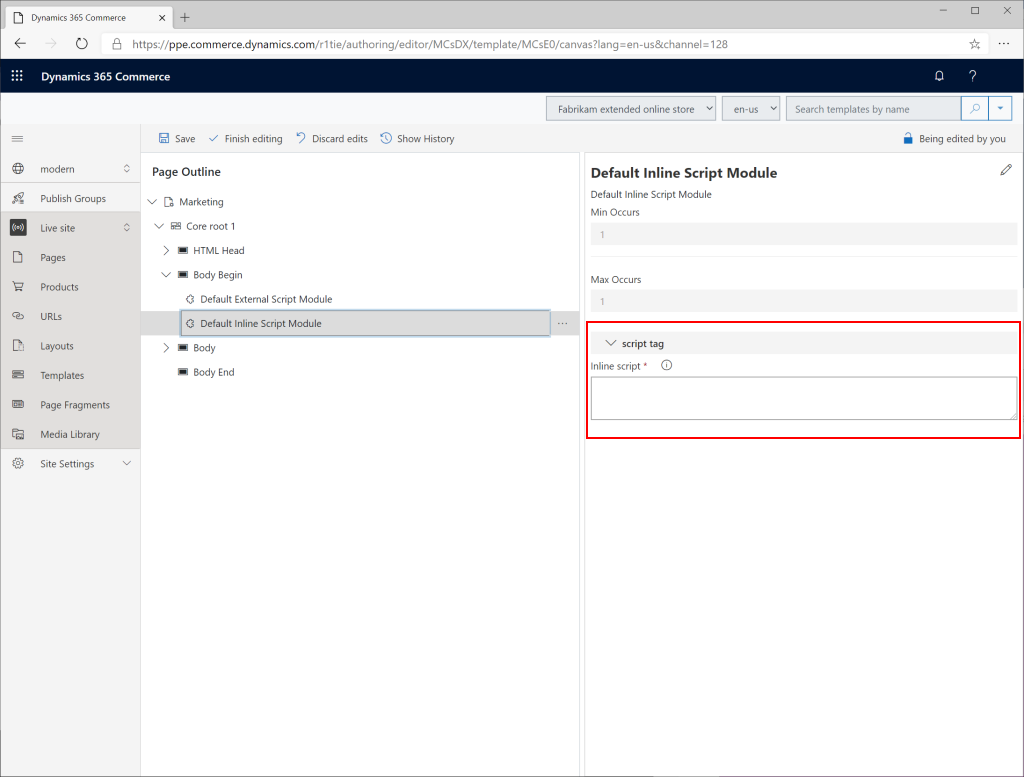 Dynamics 365 Commerce
https://ppe.commerce.dynamics.com/r1tie/authoring/editor/MCsDX/template/MCsE0/canvas?lang=en-us&channel=128
Dynamics 365 Commerce
Fabrikam extended online store
en-us
Search templates by name
Save
Finish editing
Discard edits
Show History
Being edited by you
modern
Publish Groups
Live site
Pages
Products
URLs
Layouts
Templates
Page Fragments
Media Library
Site Settings
Page Outline
Marketing
Core root 1
HTML Head
Body Begin
Default External Script Module
Default Inline Script Module
Body
Body End
Default Inline Script Module
Default Inline Script Module
Min Occurs
1
Max Occurs
1
script tag
Inline script *